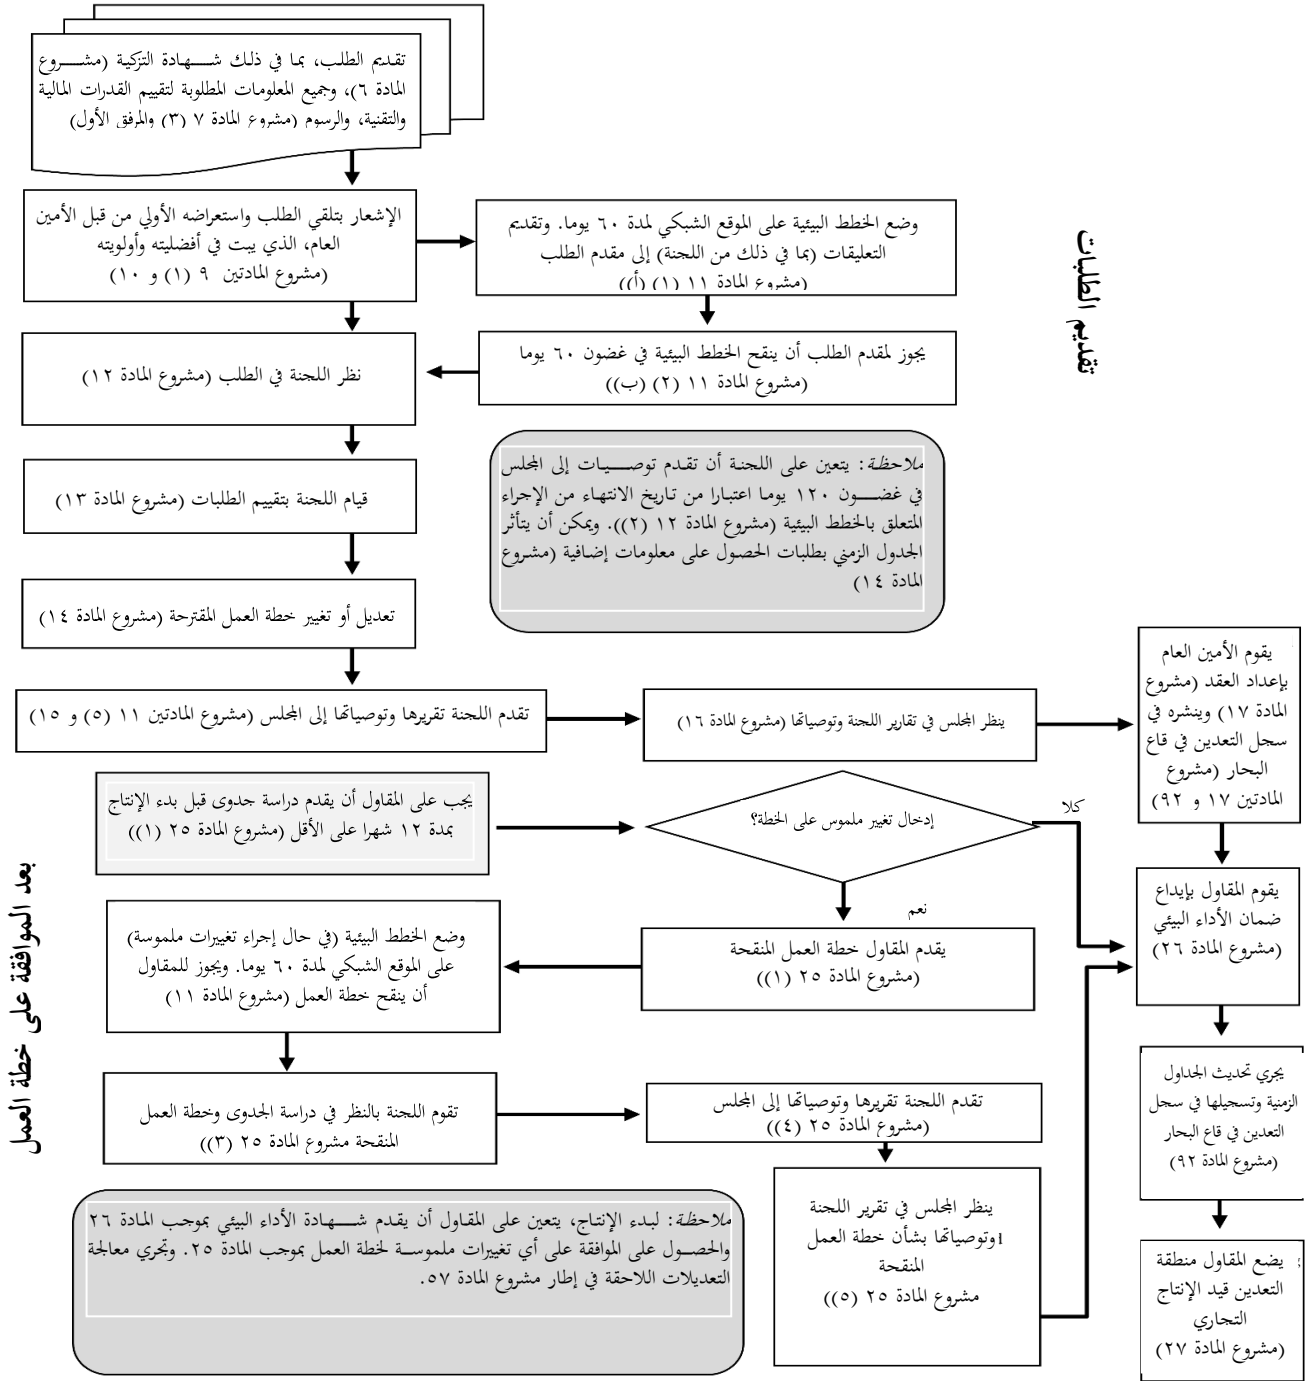 تقديم الطلب، بما في ذلك شهادة التزكية (مشروع
المادة ٦)، وجميع المعلومات المطلوبة لتقييم القدرات المالية
والتقنية، والرسوم (مشروع المادة ٧ (٣) والمرفق الأول)
الإشعار بتلقي الطلب واستعراضه الأولي من قبل الأمين
العام، الذي يبت في أفضليته وأولويته
(مشروع المادتين ٩ (١) و ١٠)
وضع الخطط البيئية على الموقع الشبكي لمدة ٦٠ يوما. وتقديم
التعليقات (بما في ذلك من اللجنة) إلى مقدم الطلب
(مشروع المادة ١١ (١) (أ))
تقديم الطلبات
يجوز لمقدم الطلب أن ينقح الخطط البيئية في غضون ٦٠ يوما
(مشروع المادة ١١ (٢) (ب))
نظر اللجنة في الطلب (مشروع المادة ١٢)
ملاحظة: يتعين على اللجنة أن تقدم توصيات إلى المجلس
في غضون ١٢٠ يوما اعتبارا من تاريخ الانتهاء من الإجراء
المتعلق بالخطط البيئية (مشروع المادة ١٢ (٢)). ويمكن أن يتأثر
الجدول الزمني بطلبات الحصول على معلومات إضافية (مشروع
المادة ١٤)
قيام اللجنة بتقييم الطلبات (مشروع المادة ١٣)
تعديل أو تغيير خطة العمل المقترحة (مشروع المادة ١٤)
تقدم اللجنة تقريرها وتوصياتها إلى المجلس (مشروع المادتين ١١ (٥) و ١٥)
ينظر المجلس في تقارير اللجنة وتوصياتها (مشروع المادة ١٦)
يقوم الأمين العام
بإعداد العقد (مشروع
المادة ١٧) وينشره في
سجل التعدين في قاع
البحار (مشروع
المادتين ١٧ و ٩٢)
يجب على المقاول أن يقدم دراسة جدوى قبل بدء الإنتاج
بمدة ١٢ شهرا على الأقل (مشروع المادة ٢٥ (١))
إدخال تغيير ملموس على الخطة؟
كلا
نعم
يقوم المقاول بإيداع
ضمان الأداء البيئي
(مشروع المادة ٢٦)
بعد الموافقة على خطة العمل
يقدم المقاول خطة العمل المنقحة
(مشروع المادة ٢٥ (١))
وضع الخطط البيئية (في حال إجراء تغييرات ملموسة)
على الموقع الشبكي لمدة ٦٠ يوما. ويجوز للمقاول
أن ينقح خطة العمل (مشروع المادة ١١)
يجري تحديث الجداول
الزمنية وتسجيلها في سجل
التعدين في قاع البحار
(مشروع المادة ٩٢)
تقوم اللجنة بالنظر في دراسة الجدوى وخطة العمل
المنقحة مشروع المادة ٢٥ (٣))
تقدم اللجنة تقريرها وتوصياتها إلى المجلس
(مشروع المادة ٢٥ (٤))
ينظر المجلس في تقرير اللجنة
وتوصياتها بشأن خطة العمل
المنقحة
مشروع المادة ٢٥ (٥))
ملاحظة: لبدء الإنتاج، يتعين على المقاول أن يقدم شهادة الأداء البيئي بموجب المادة ٢٦
والحصول على الموافقة على أي تغييرات ملموسة لخطة العمل بموجب المادة ٢٥. وتجري معالجة
التعديلات اللاحقة في إطار مشروع المادة ٥٧.
يضع المقاول منطقة
التعدين قيد الإنتاج
التجاري
(مشروع المادة ٢٧)